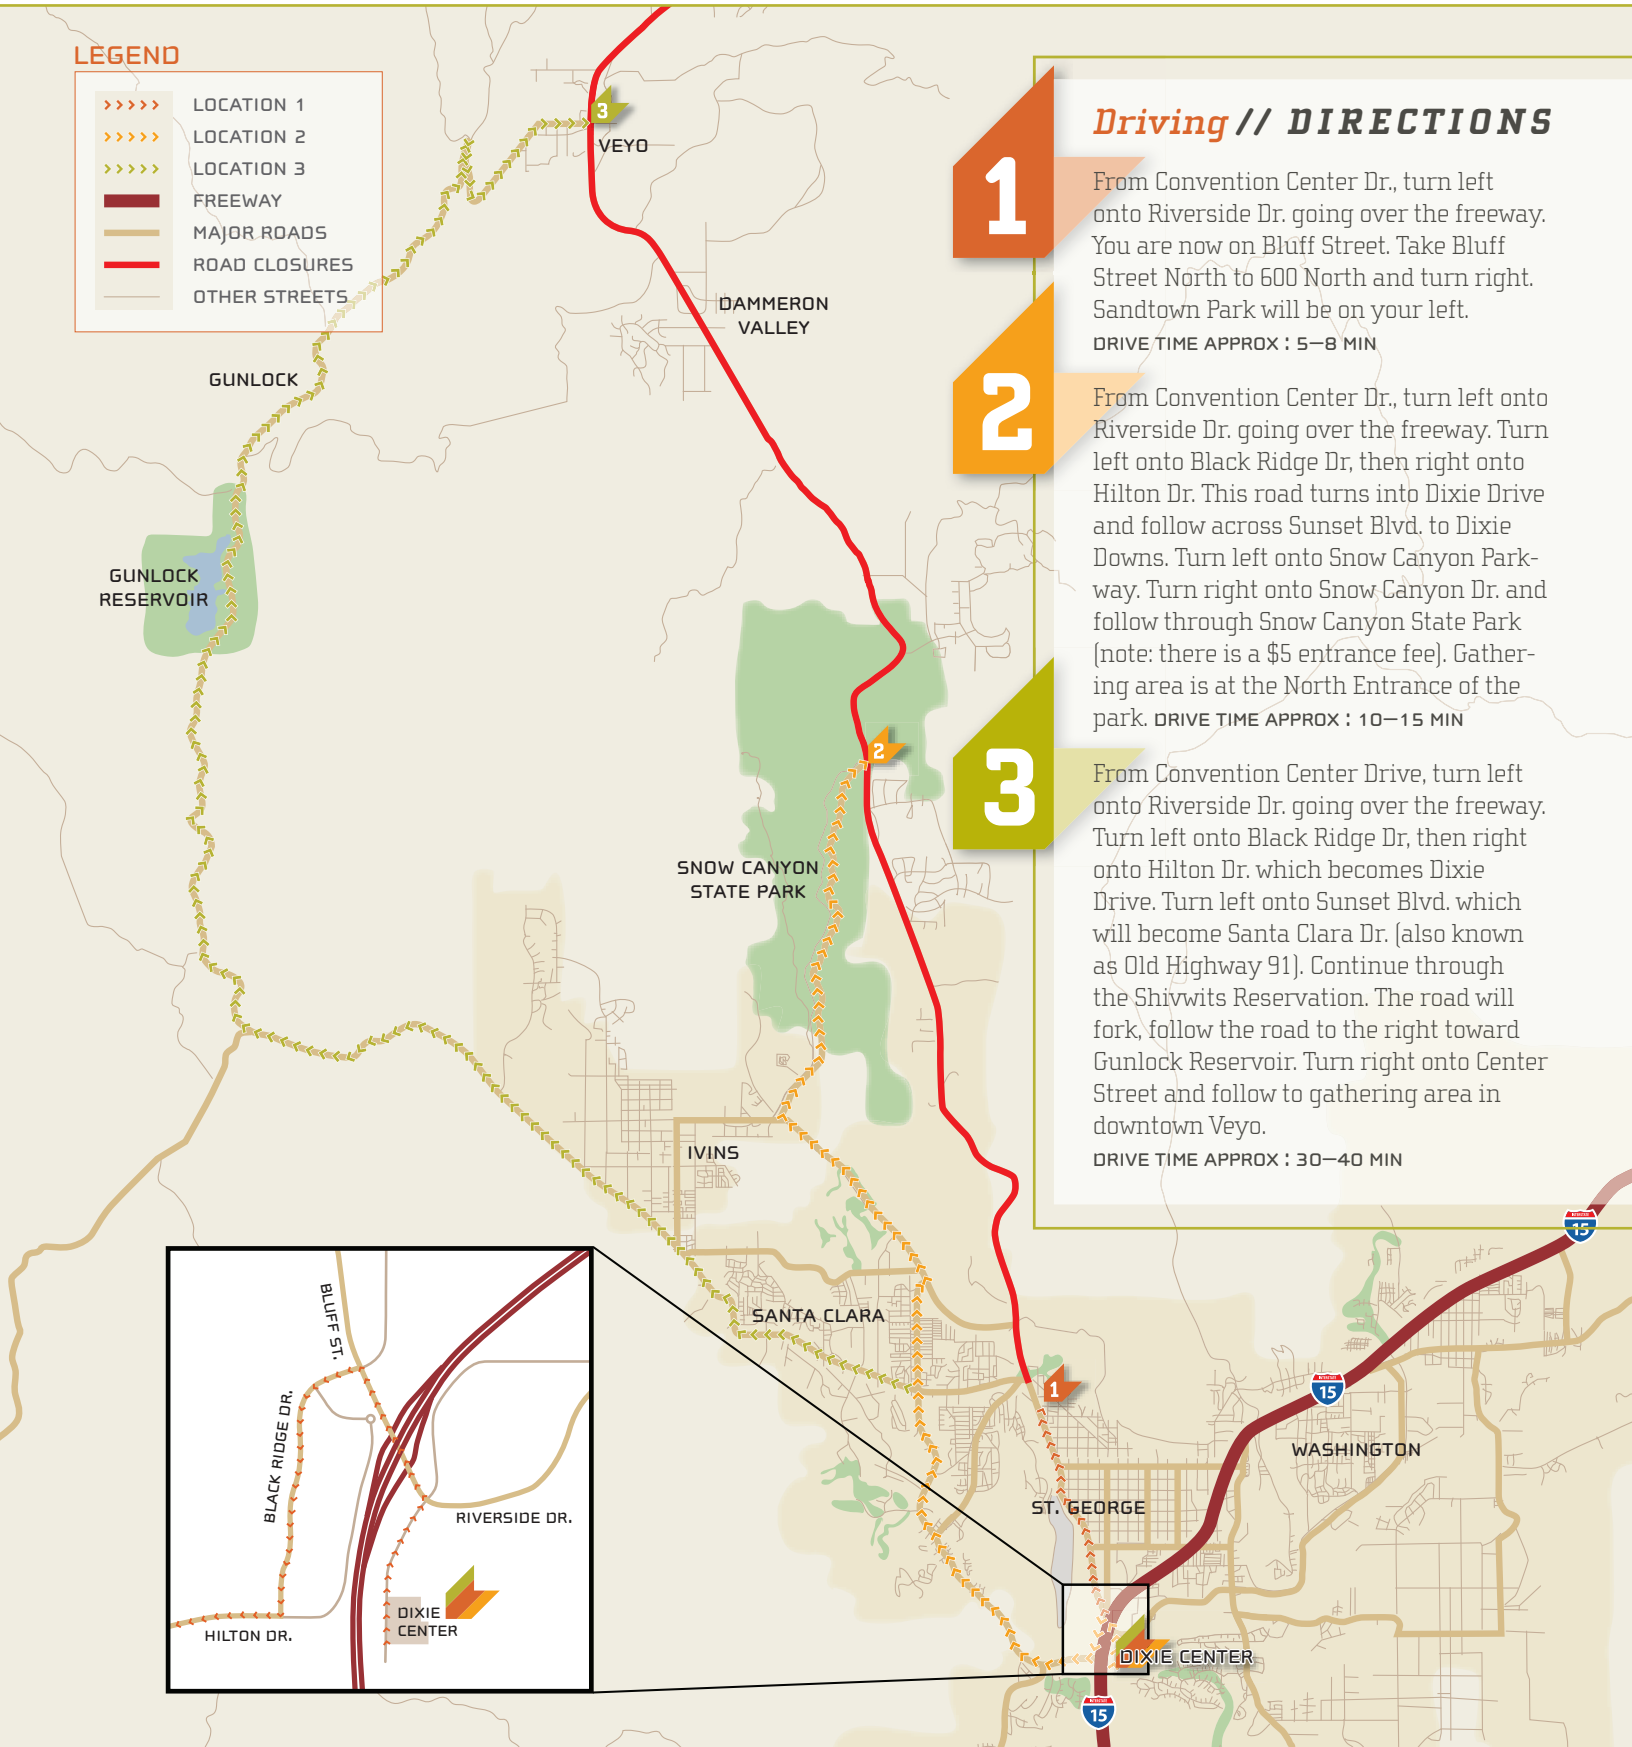 LEGEND
LOCATION 1
LOCATION 2
LOCATION 3
FREEWAY
MAJOR ROADS
ROAD CLOSURES
OTHER STREETS
3
VEYO
DAMMERON
VALLEY
GUNLOCK
GUNLOCK
RESERVOIR
2
SNOW CANYON
STATE PARK
IVINS
SANTA CLARA
1
ST. GEORGE
WASHINGTON
15
15
15
DIXIE CENTER
BLUFF ST.
BLACK RIDGE DR.
RIVERSIDE DR.
DIXIE
CENTER
HILTON DR.
Driving // DIRECTIONS
1
From Convention Center Dr., turn left
onto Riverside Dr. going over the freeway.
You are now on Bluff Street. Take Bluff
Street North to 600 North and turn right.
Sandtown Park will be on your left.
DRIVE TIME APPROX : 5–8 MIN
2
From Convention Center Dr., turn left onto
Riverside Dr. going over the freeway. Turn
left onto Black Ridge Dr, then right onto
Hilton Dr. This road turns into Dixie Drive
and follow across Sunset Blvd. to Dixie
Downs. Turn left onto Snow Canyon Park-
way. Turn right onto Snow Canyon Dr. and
follow through Snow Canyon State Park
(note: there is a $5 entrance fee). Gather-
ing area is at the North Entrance of the
park. DRIVE TIME APPROX : 10–15 MIN
3
From Convention Center Drive, turn left
onto Riverside Dr. going over the freeway.
Turn left onto Black Ridge Dr, then right
onto Hilton Dr. which becomes Dixie
Drive. Turn left onto Sunset Blvd. which
will become Santa Clara Dr. (also known
as Old Highway 91). Continue through
the Shivwits Reservation. The road will
fork, follow the road to the right toward
Gunlock Reservoir. Turn right onto Center
Street and follow to gathering area in
downtown Veyo.
DRIVE TIME APPROX : 30–40 MIN